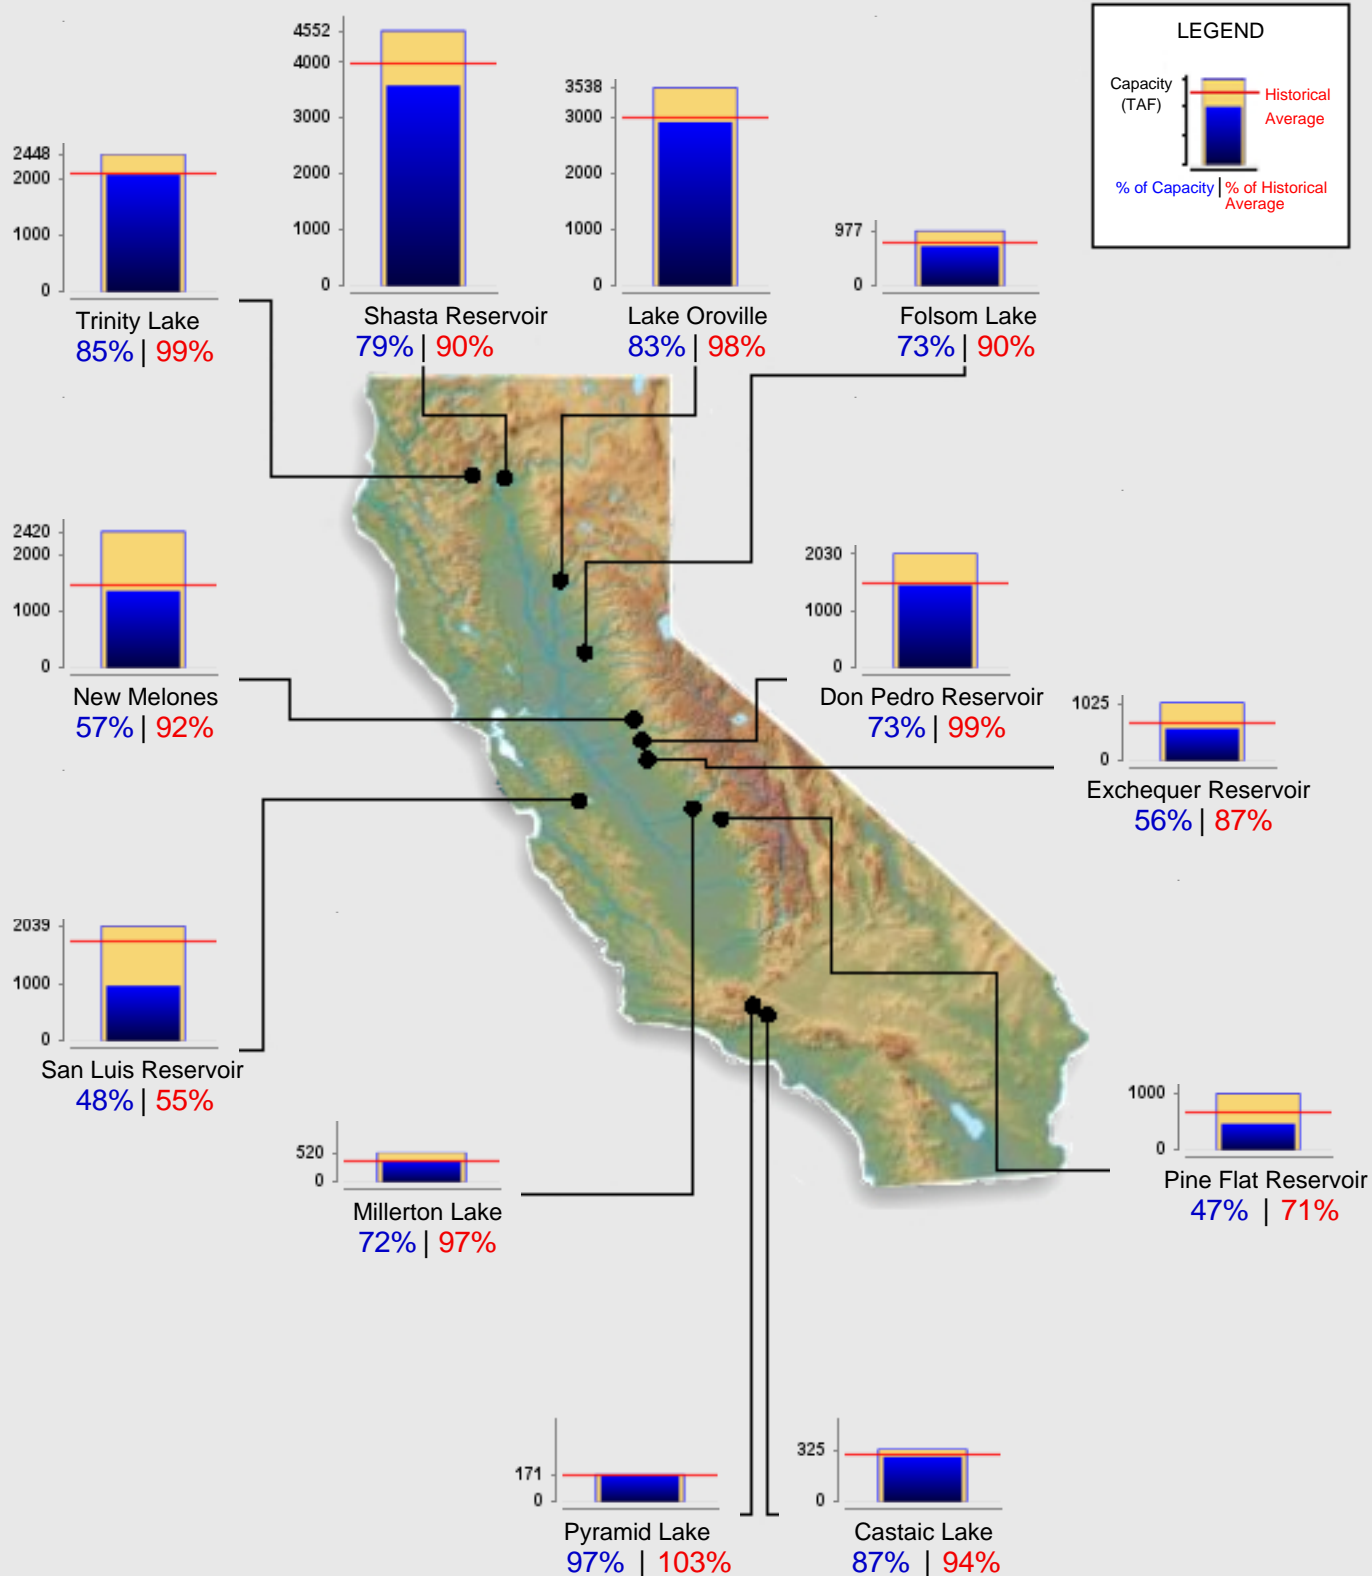 LEGEND
Capacity
(TAF)
Historical
Average
% of Capacity | % of Historical
Average
4552
4000
3000
2000
1000
0
Shasta Reservoir
79% | 90%
3538
3000
2000
1000
0
Lake Oroville
83% | 98%
2448
2000
1000
0
Trinity Lake
85% | 99%
977
0
Folsom Lake
73% | 90%
2420
2000
1000
0
New Melones
57% | 92%
2030
1000
0
Don Pedro Reservoir
73% | 99%
1025
0
Exchequer Reservoir
56% | 87%
2039
1000
0
San Luis Reservoir
48% | 55%
520
0
Millerton Lake
72% | 97%
1000
0
Pine Flat Reservoir
47% | 71%
171
0
Pyramid Lake
97% | 103%
325
0
Castaic Lake
87% | 94%